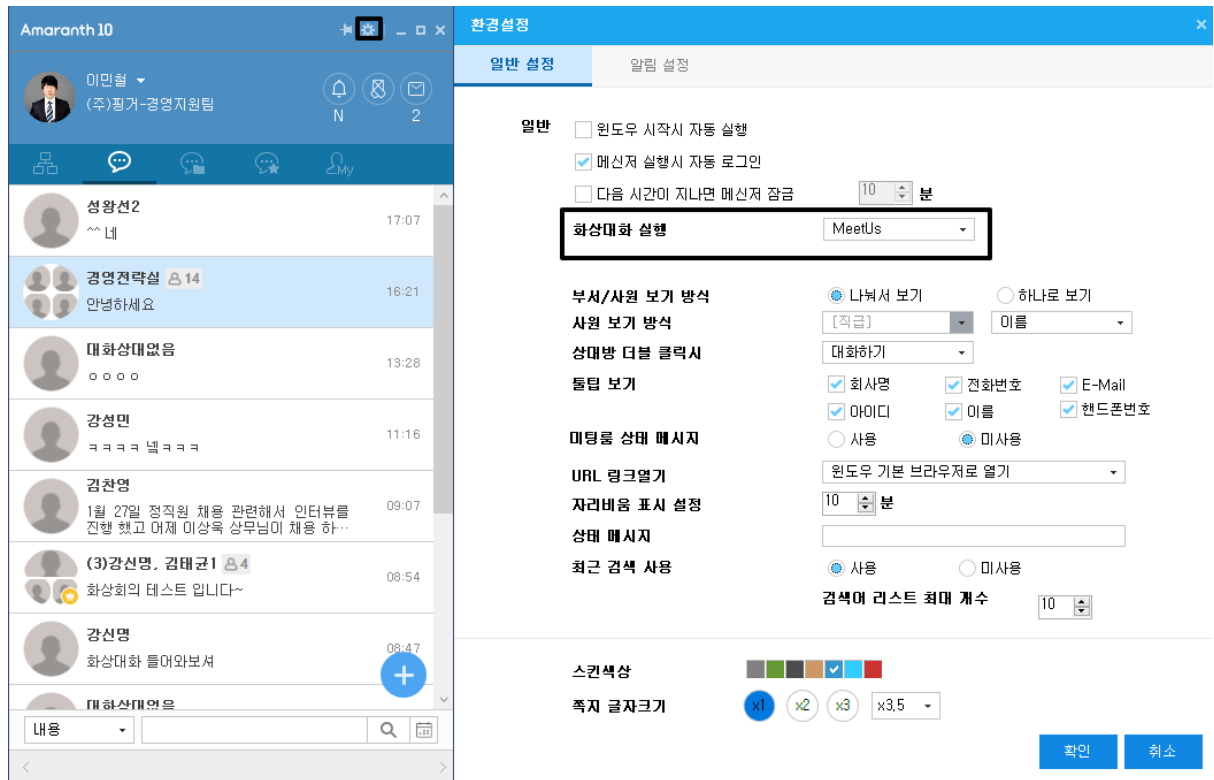 Amaranth 10
이민철
(주)핑거-경영지원팀
N
2
My
성왕선2
17:07
^^ 네
경영전략실 14
16:21
안녕하세요
대화상대없음
13:28
ㅇㅇㅇㅇ
강성민
11:16
ㅋㅋㅋㅋ 넼ㅋㅋㅋ
김찬영
09:07
1월 27일 정직원 채용 관련해서 인터뷰를
진행 했고 어제 이상욱 상무님이 채용 하…
(3)강신명, 김태균1 4
08:54
화상회의 테스트 입니다~
강신명
08:47
화상대화 들어와보셔
대화상대없음
내용
환경설정
일반 설정
알림 설정
일반
윈도우 시작시 자동 실행
메신저 실행시 자동 로그인
다음 시간이 지나면 메신저 잠금 10 분
화상대화 실행 MeetUs
부서/사원 보기 방식 나눠서 보기 하나로 보기
사원 보기 방식 [직급] 이름
상대방 더블 클릭시 대화하기
툴팁 보기 회사명 전화번호 E-Mail
아이디 이름 핸드폰번호
미팅룸 상태 메시지 사용 미사용
URL 링크열기 윈도우 기본 브라우저로 열기
자리비움 표시 설정 10 분
상태 메시지
최근 검색 사용 사용 미사용
검색어 리스트 최대 개수 10
스킨색상
쪽지 글자크기 x1 x2 x3 x3.5
확인 취소